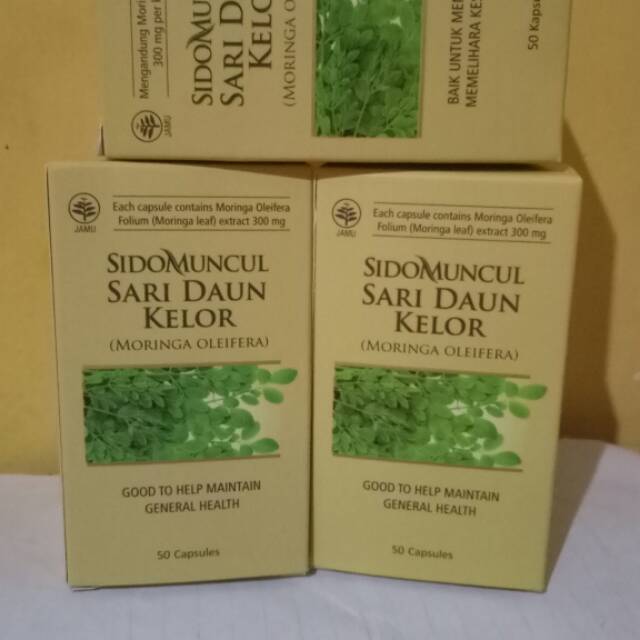 Mengandung Mori
300 mg per
JAMU
SIDOMUNCUL
SARI DAUN
KELOR
(MORINGA O
BAIK UNTUK
MEMELIHARA
50 Kaps
Each capsule contains Moringa Oleifera
Folium (Moringa leaf) extract 300 mg
JAMU
SIDOMUNCUL
SARI DAUN
KELOR
(MORINGA OLEIFERA)
GOOD TO HELP MAINTAIN
GENERAL HEALTH
50 Capsules
Each capsule contains Moringa Oleifera
Folium (Moringa leaf) extract 300 mg
JAMU
SIDOMUNCUL
SARI DAUN
KELOR
(MORINGA OLEIFERA)
GOOD TO HELP MAINTAIN
GENERAL HEALTH
50 Capsules